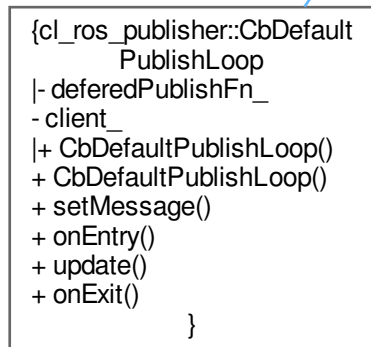 {cl_ros_publisher::CbDefault
PublishLoop
|- deferedPublishFn_
- client_
|+ CbDefaultPublishLoop()
+ CbDefaultPublishLoop()
+ setMessage()
+ onEntry()
+ update()
+ onExit()
}